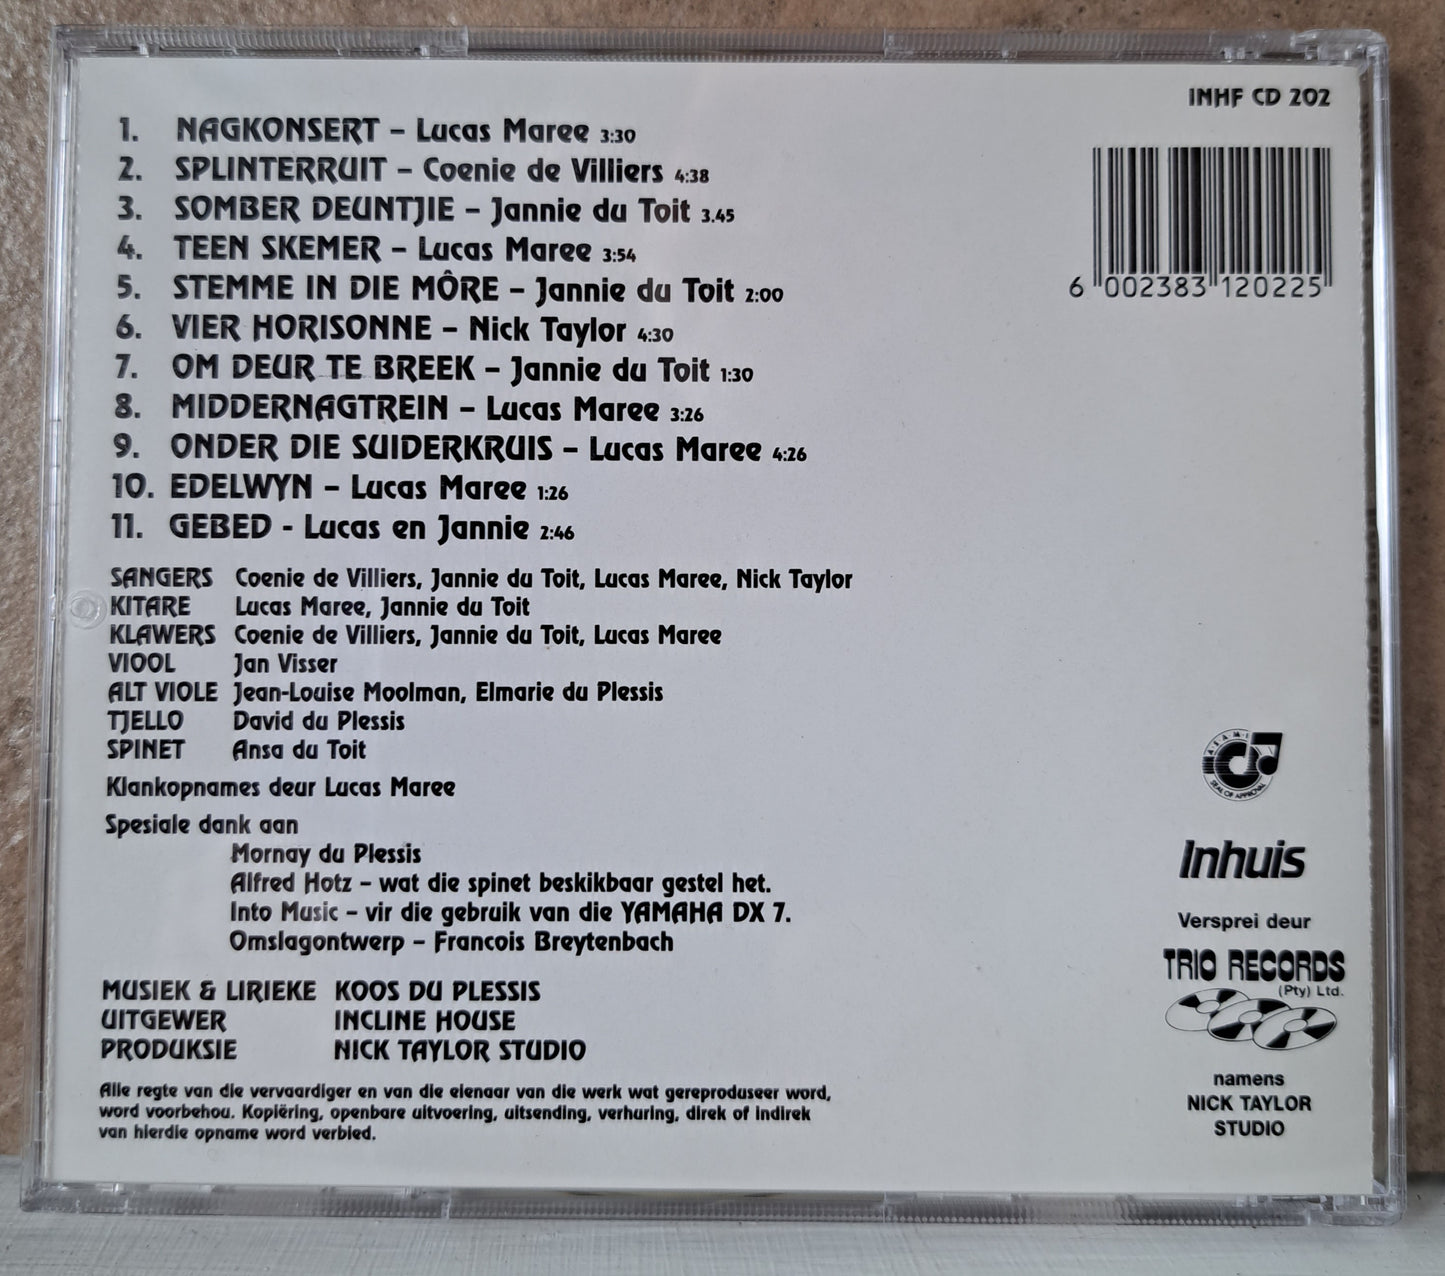 INHF CD 202
1. NAGKONSERT – Lucas Maree 3:30
2. SPLINTERRUIT – Coenie de Villiers 4:38
3. SOMBER DEUNTJIE – Jannie du Toit 3.45
4. TEEN SKEMER – Lucas Maree 3:54
5. STEMME IN DIE MÔRE – Jannie du Toit 2:00
6. VIER HORISONNE – Nick Taylor 4:30
7. OM DEUR TE BREEK – Jannie du Toit 1:30
8. MIDDERNAGTREIN – Lucas Maree 3:26
9. ONDER DIE SUIDERKRUIS – Lucas Maree 4:26
10. EDELWYN – Lucas Maree 1:26
11. GEBED - Lucas en Jannie 2:46
6 002383 120225
SANGERS Coenie de Villiers, Jannie du Toit, Lucas Maree, Nick Taylor
KITARE Lucas Maree, Jannie du Toit
KLAWERS Coenie de Villiers, Jannie du Toit, Lucas Maree
VIOOL Jan Visser
ALT VIOLE Jean-Louise Moolman, Elmarie du Plessis
TJELLO David du Plessis
SPINET Ansa du Toit
Klankopnames deur Lucas Maree
Spesiale dank aan
Mornay du Plessis
Alfred Hotz – wat die spinet beskikbaar gestel het.
Into Music – vir die gebruik van die YAMAHA DX 7.
Omslagontwerp – Francois Breytenbach
MUSIEK & LIRIEKE KOOS DU PLESSIS
UITGEWER INCLINE HOUSE
PRODUKSIE NICK TAYLOR STUDIO
Alle regte van die vervaardiger en van die eienaar van die werk wat gereproduseer word,
word voorbehou. Kopiëring, openbare uitvoering, uitsending, verhuring, direk of indirek
van hierdie opname word verbied.
A.S.A.M.I
SEAL OF APPROVAL
Inhuis
Versprei deur
TRIO RECORDS
(Pty) Ltd.
namens
NICK TAYLOR
STUDIO